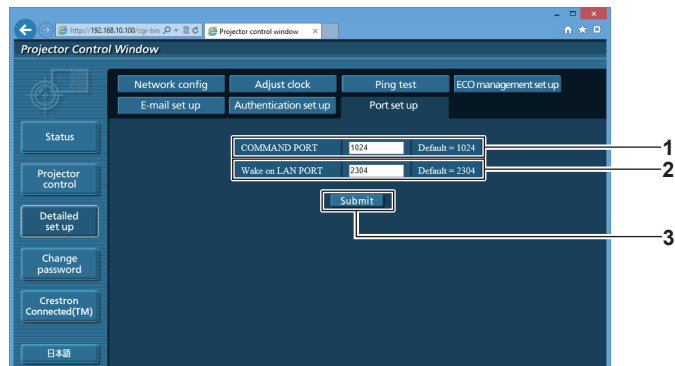 http://192.168.10.100/cgi-bin
Projector control window
Projector Control Window
Network config
Adjust clock
Ping test
ECO management set up
E-mail set up
Authentication set up
Port set up
Status
Projector
control
Detailed
set up
Change
password
Crestron
Connected(TM)
日本語
COMMAND PORT 1024 Default = 1024
1
Wake on LAN PORT 2304 Default = 2304
2
Submit
3